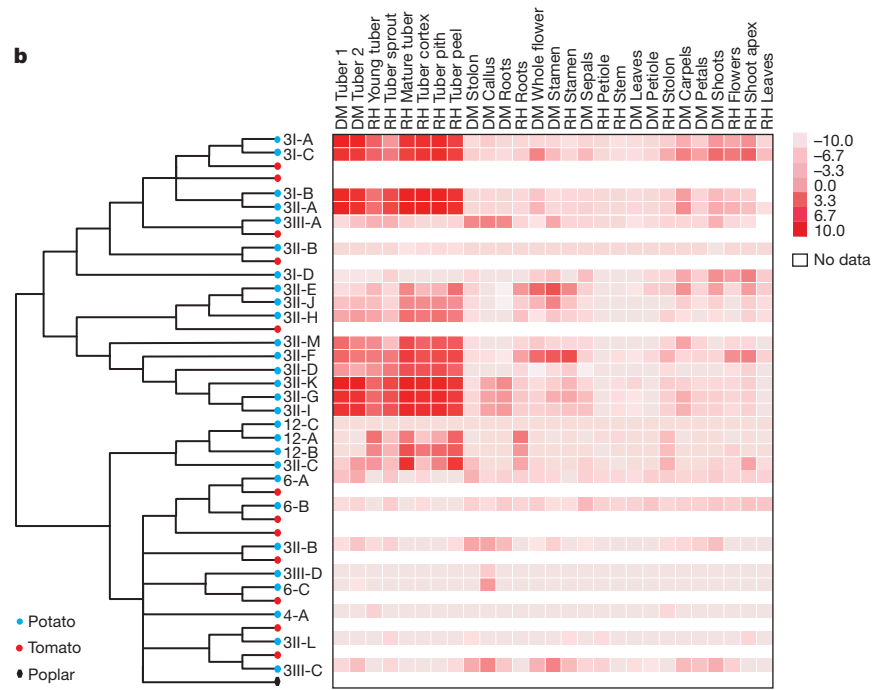 b
DM Tuber 1
DM Tuber 2
RH Young tuber
RH Tuber sprout
RH Mature tuber
RH Tuber cortex
RH Tuber pith
RH Tuber peel
DM Stolon
DM Callus
DM Roots
RH Roots
DM Whole flower
DM Stamen
RH Stamen
DM Sepals
RH Petiole
RH Stem
DM Leaves
DM Petiole
RH Stolon
DM Carpels
DM Petals
DM Shoots
RH Flowers
RH Shoot apex
RH Leaves
3I-A
3I-C
3I-B
3II-A
3III-A
3II-B
3I-D
3II-E
3II-J
3II-H
3II-M
3II-F
3II-D
3II-K
3II-G
3II-I
12-C
12-A
12-B
3II-C
6-A
6-B
3II-B
3III-D
6-C
4-A
3II-L
3III-C
–10.0
–6.7
–3.3
0.0
3.3
6.7
10.0
No data
Potato
Tomato
Poplar